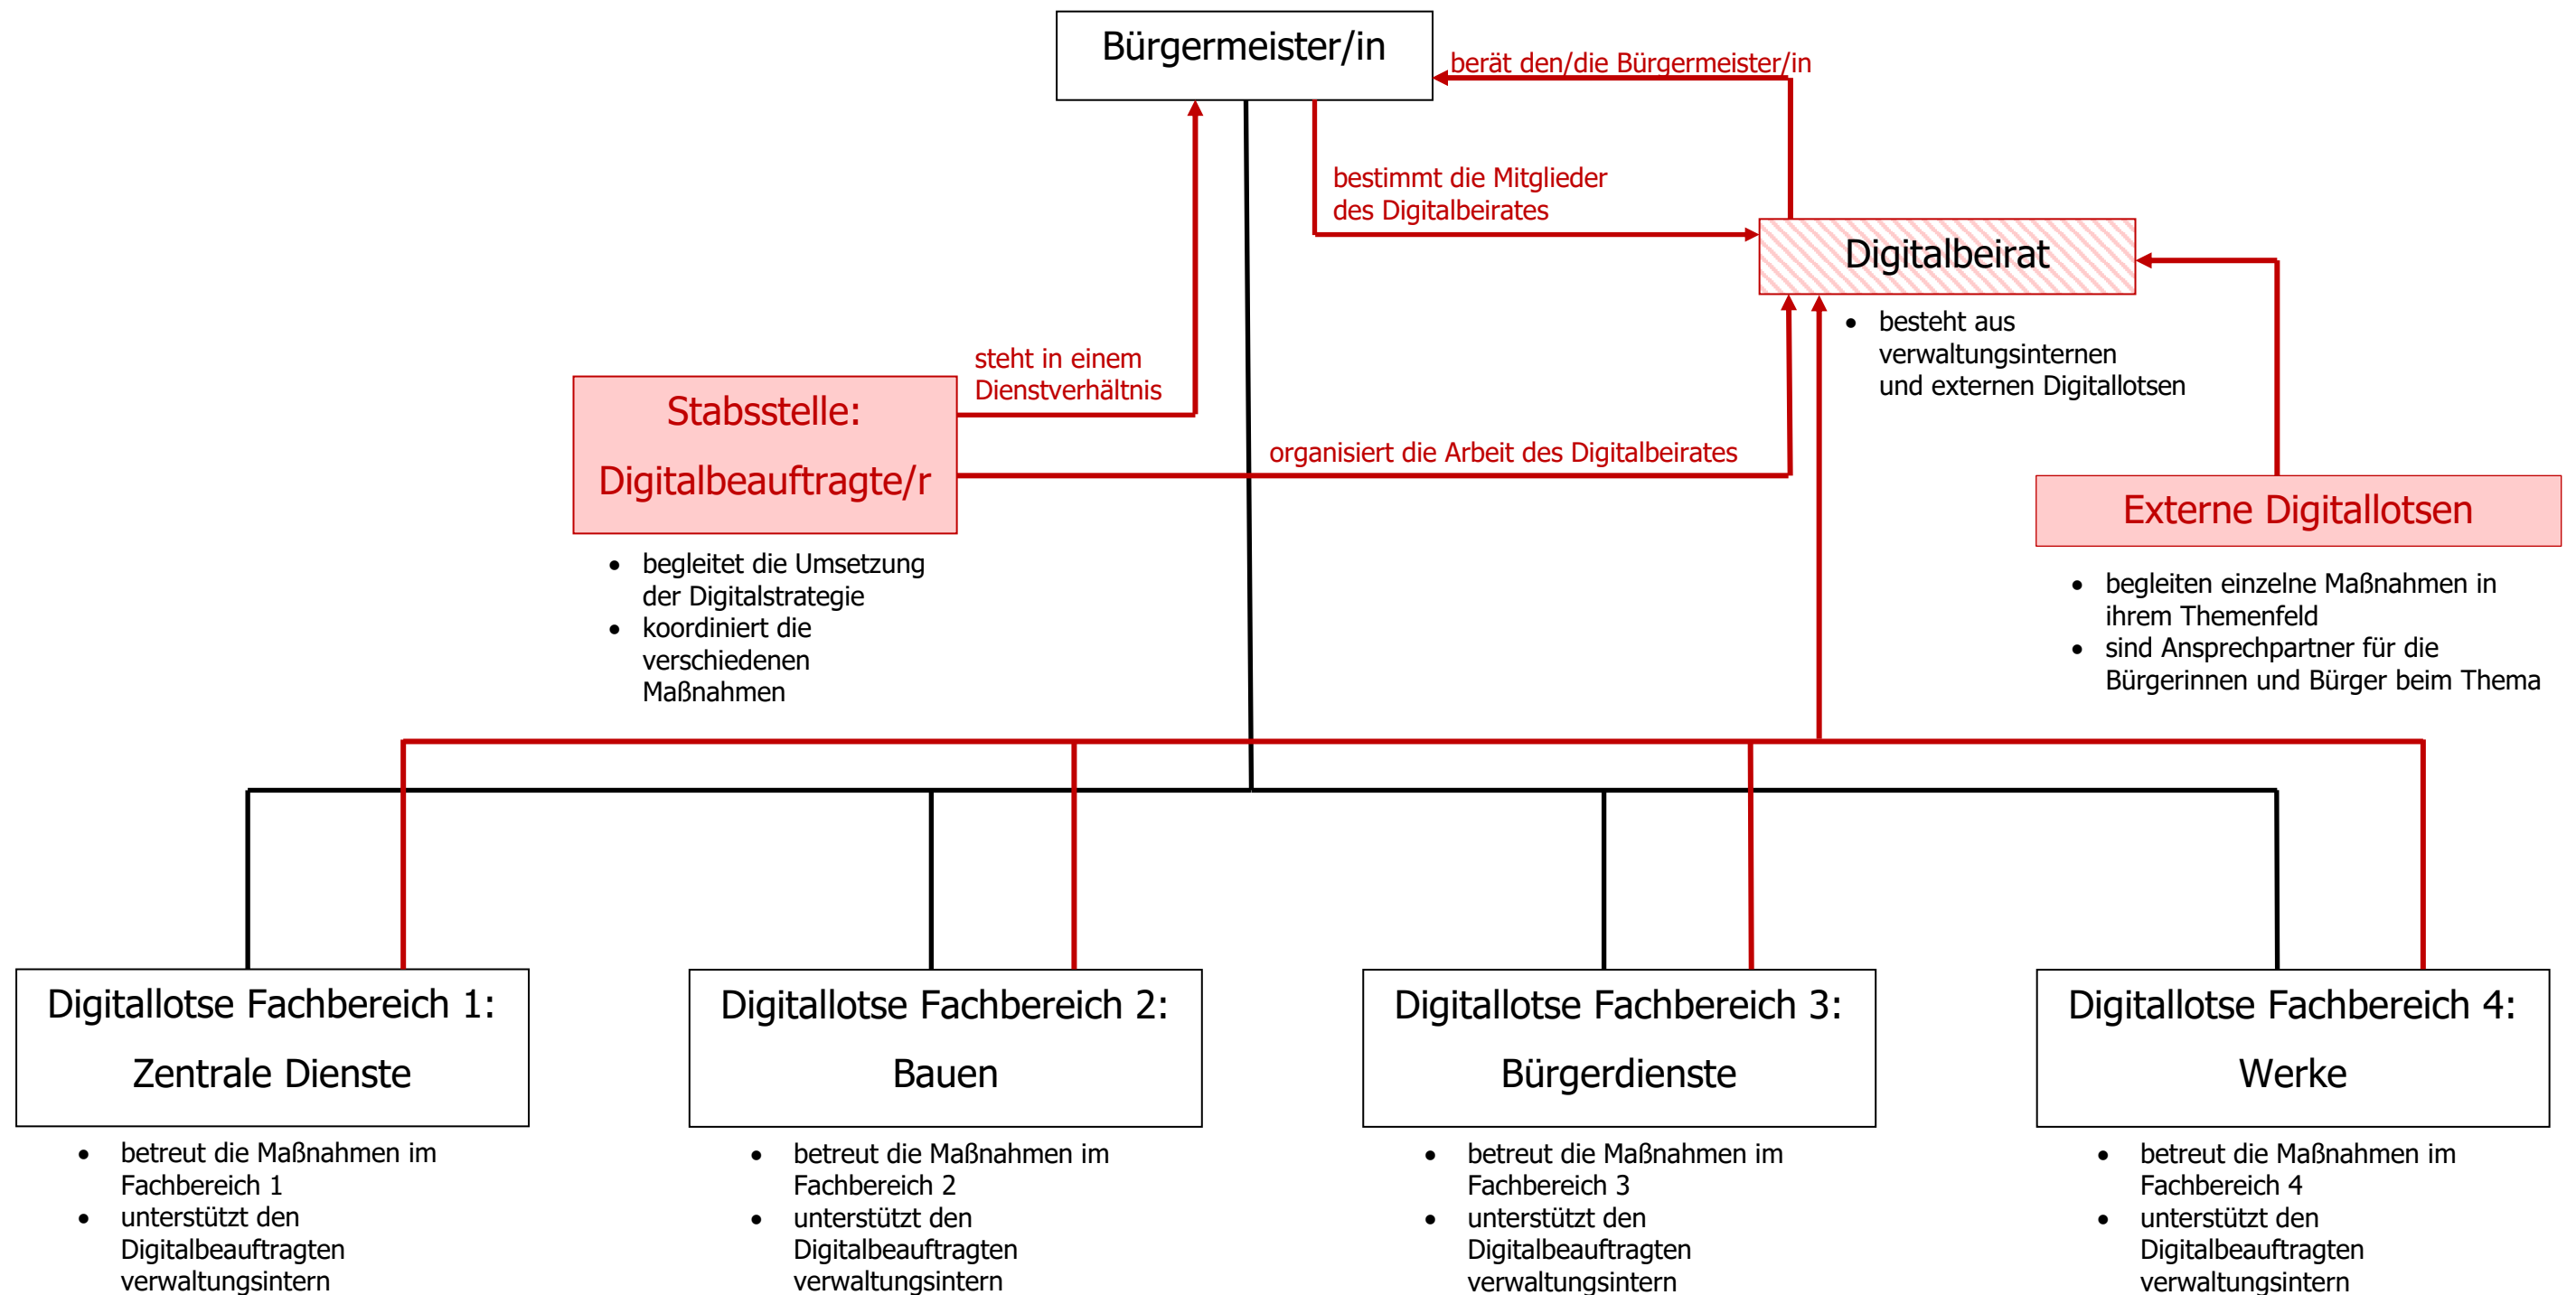 Bürgermeister/in
berät den/die Bürgermeister/in
bestimmt die Mitglieder
des Digitalbeirates
Digitalbeirat
• besteht aus
verwaltungsinternen
und externen Digitallotsen
steht in einem
Dienstverhältnis
Stabsstelle:
Digitalbeauftragte/r
organisiert die Arbeit des Digitalbeirates
• begleitet die Umsetzung
der Digitalstrategie
• koordiniert die
verschiedenen
Maßnahmen
Externe Digitallotsen
• begleiten einzelne Maßnahmen in
ihrem Themenfeld
• sind Ansprechpartner für die
Bürgerinnen und Bürger beim Thema
Digitallotse Fachbereich 1:
Zentrale Dienste
• betreut die Maßnahmen im
Fachbereich 1
• unterstützt den
Digitalbeauftragten
verwaltungsintern
Digitallotse Fachbereich 2:
Bauen
• betreut die Maßnahmen im
Fachbereich 2
• unterstützt den
Digitalbeauftragten
verwaltungsintern
Digitallotse Fachbereich 3:
Bürgerdienste
• betreut die Maßnahmen im
Fachbereich 3
• unterstützt den
Digitalbeauftragten
verwaltungsintern
Digitallotse Fachbereich 4:
Werke
• betreut die Maßnahmen im
Fachbereich 4
• unterstützt den
Digitalbeauftragten
verwaltungsintern